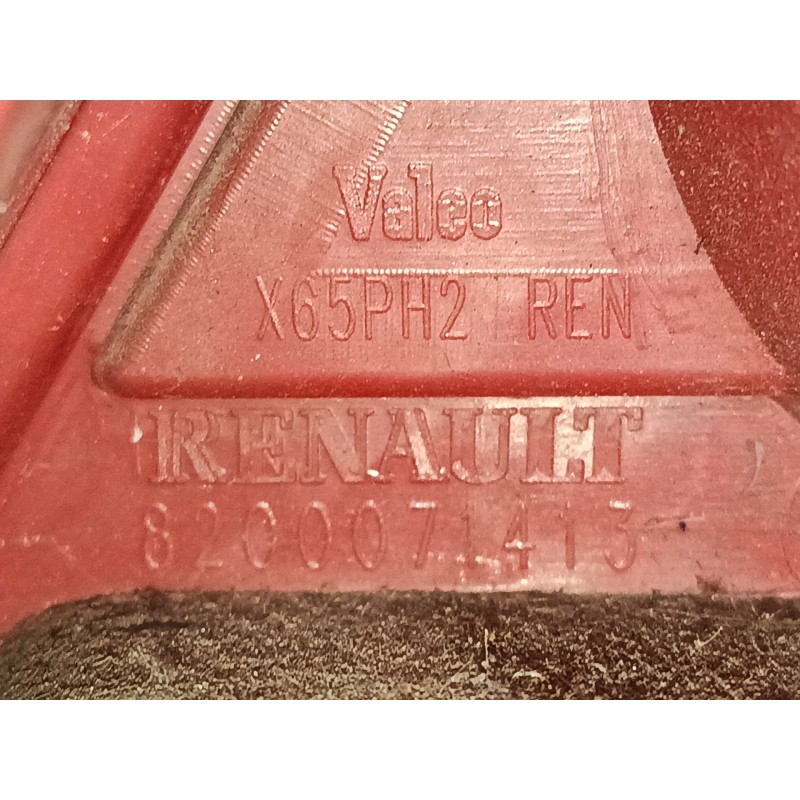 Valeo
X65PH2 REN
RENAULT
8200071413